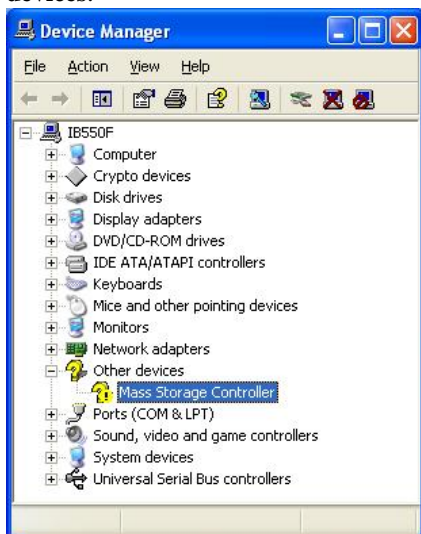 devices.
Device Manager
File Action View Help
IB550F
Computer
Crypto devices
Disk drives
Display adapters
DVD/CD-ROM drives
IDE ATA/ATAPI controllers
Keyboards
Mice and other pointing devices
Monitors
Network adapters
Other devices
Mass Storage Controller
Ports (COM & LPT)
Sound, video and game controllers
System devices
Universal Serial Bus controllers